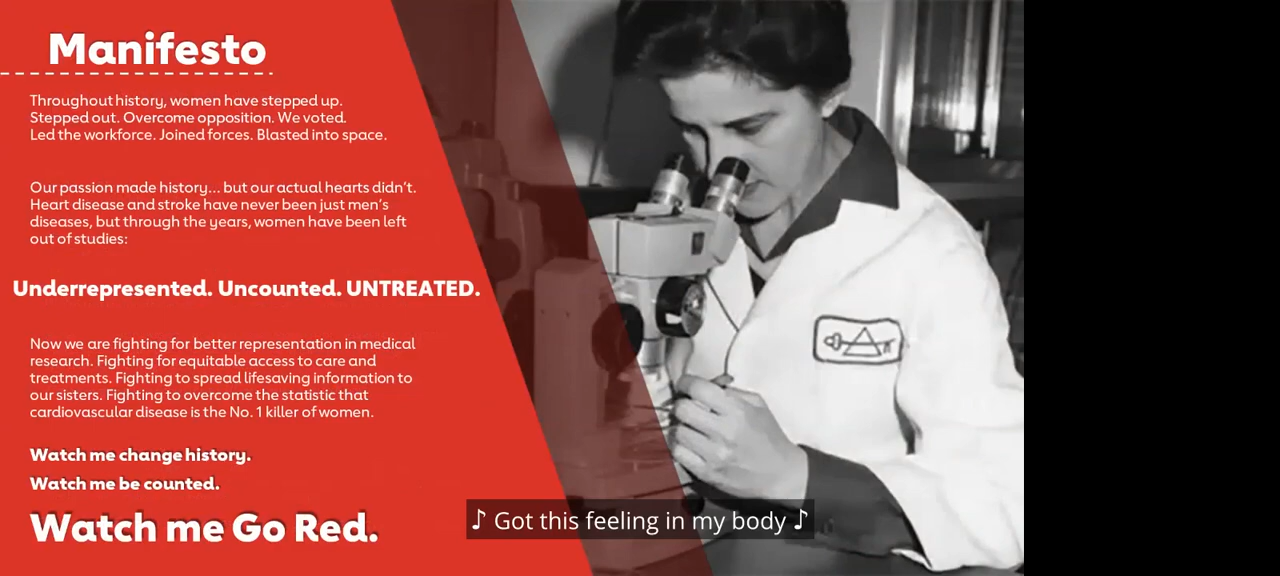 Manifesto
Throughout history, women have stepped up.
Stepped out. Overcome opposition. We voted.
Led the workforce. Joined forces. Blasted into space.
Our passion made history... but our actual hearts didn't.
Heart disease and stroke have never been just men's
diseases, but through the years, women have been left
out of studies:
Underrepresented. Uncounted. UNTREATED.
Now we are fighting for better representation in medical
research. Fighting for equitable access to care and
treatments. Fighting to spread lifesaving information to
our sisters. Fighting to overcome the statistic that
cardiovascular disease is the No. 1 killer of women.
Watch me change history.
Watch me be counted.
Watch me Go Red.
♪ Got this feeling in my body ♪